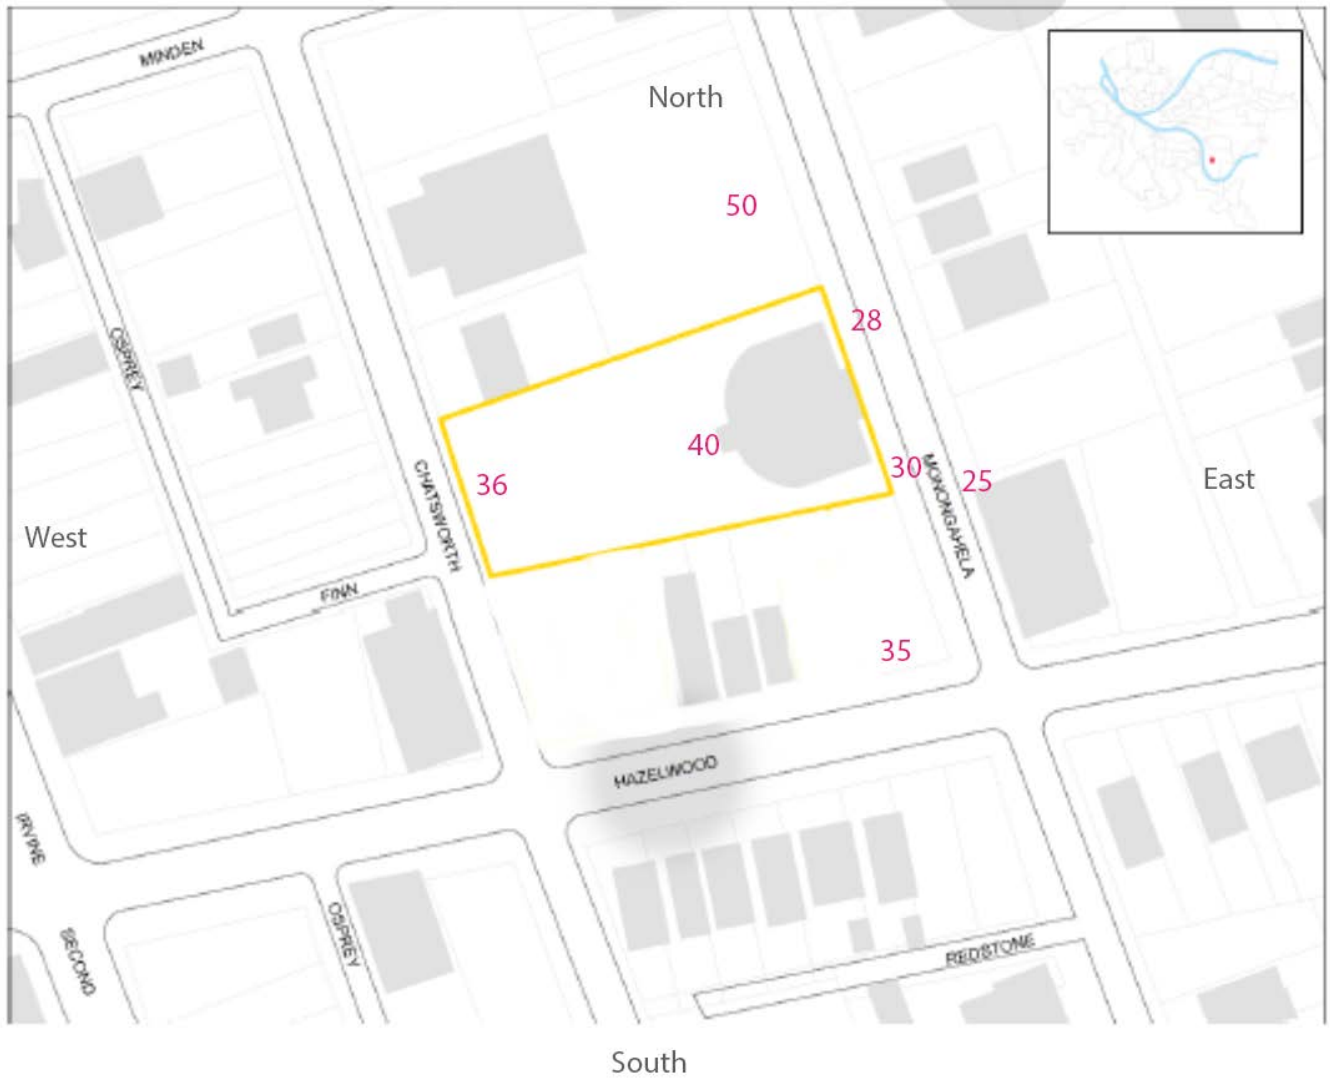 MINDEN
North
50
OSPREY
28
40
30
MONONGAHELA
25
East
36
CHATSWORTH
West
FINN
35
HAZELWOOD
IRVINE
OSPREY
SECOND
REDSTONE
South